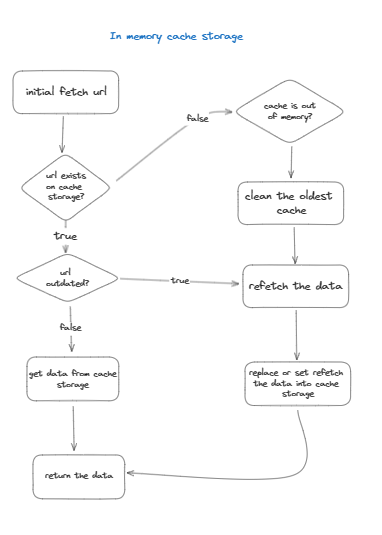 In memory cache storage
initial fetch url
url exists
on cache
storage?
false
cache is out
of memory?
clean the oldest
cache
true
url
outdated?
true
refetch the data
false
get data from cache
storage
replace or set refetch
the data into cache
storage
return the data